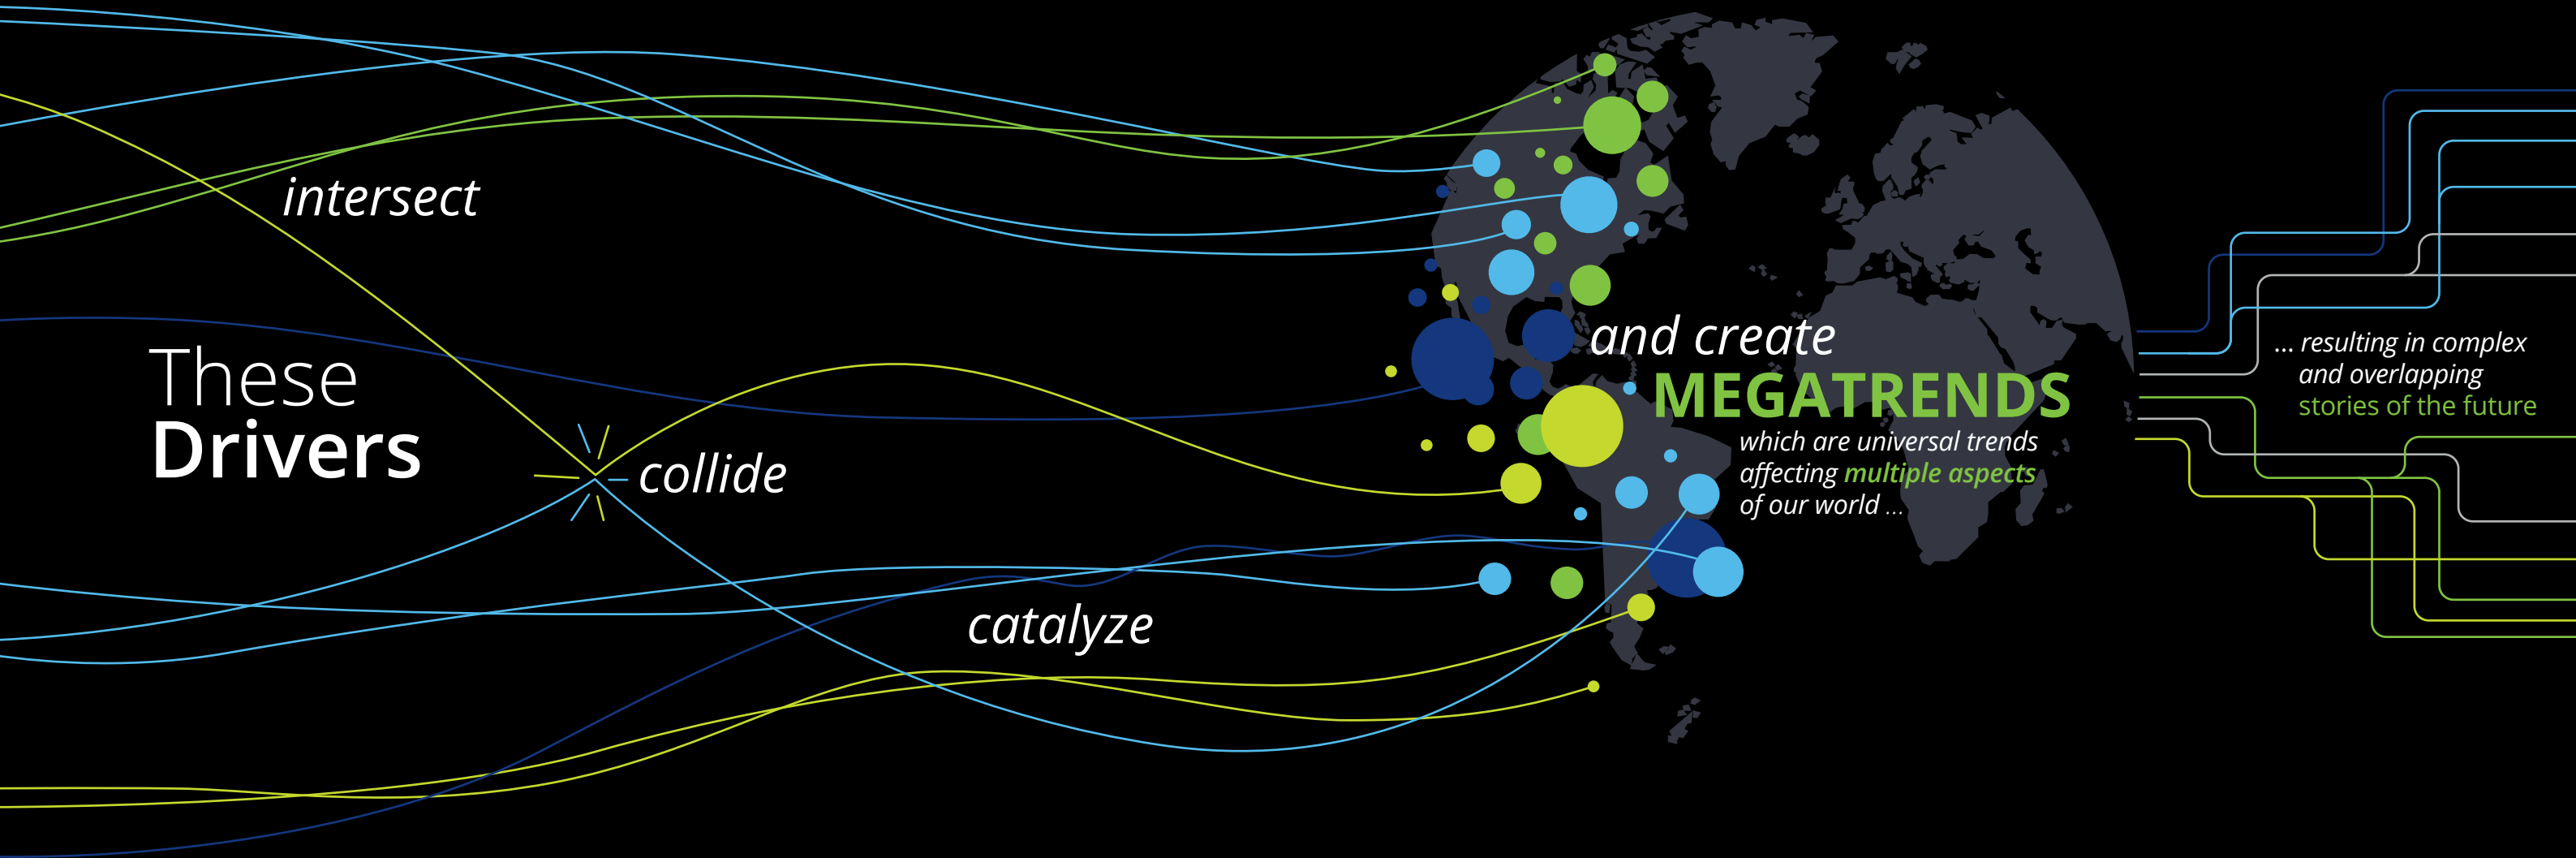 These
Drivers
intersect
collide
catalyze
and create
MEGATRENDS
which are universal trends
affecting multiple aspects
of our world ...
... resulting in complex
and overlapping
stories of the future